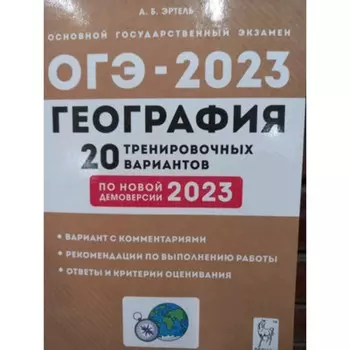 А. Б. ЭРТЕЛЬ
ОСНОВНОЙ ГОСУДАРСТВЕННЫЙ ЭКЗАМЕН
ОГЭ-2023
ГЕОГРАФИЯ
20 ТРЕНИРОВОЧНЫХ
ВАРИАНТОВ
ПО НОВОЙ
ДЕМОВЕРСИИ 2023
• ВАРИАНТ С КОММЕНТАРИЯМИ
• РЕКОМЕНДАЦИИ ПО ВЫПОЛНЕНИЮ РАБОТЫ
• ОТВЕТЫ И КРИТЕРИИ ОЦЕНИВАНИЯ